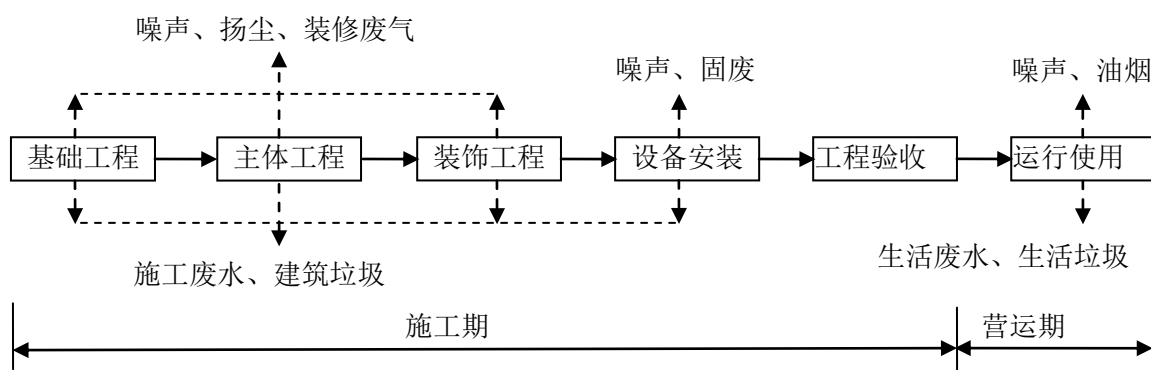 噪声、扬尘、装修废气
噪声、固废
噪声、油烟
基础工程
主体工程
装饰工程
设备安装
工程验收
运行使用
施工废水、建筑垃圾
生活废水、生活垃圾
施工期
营运期